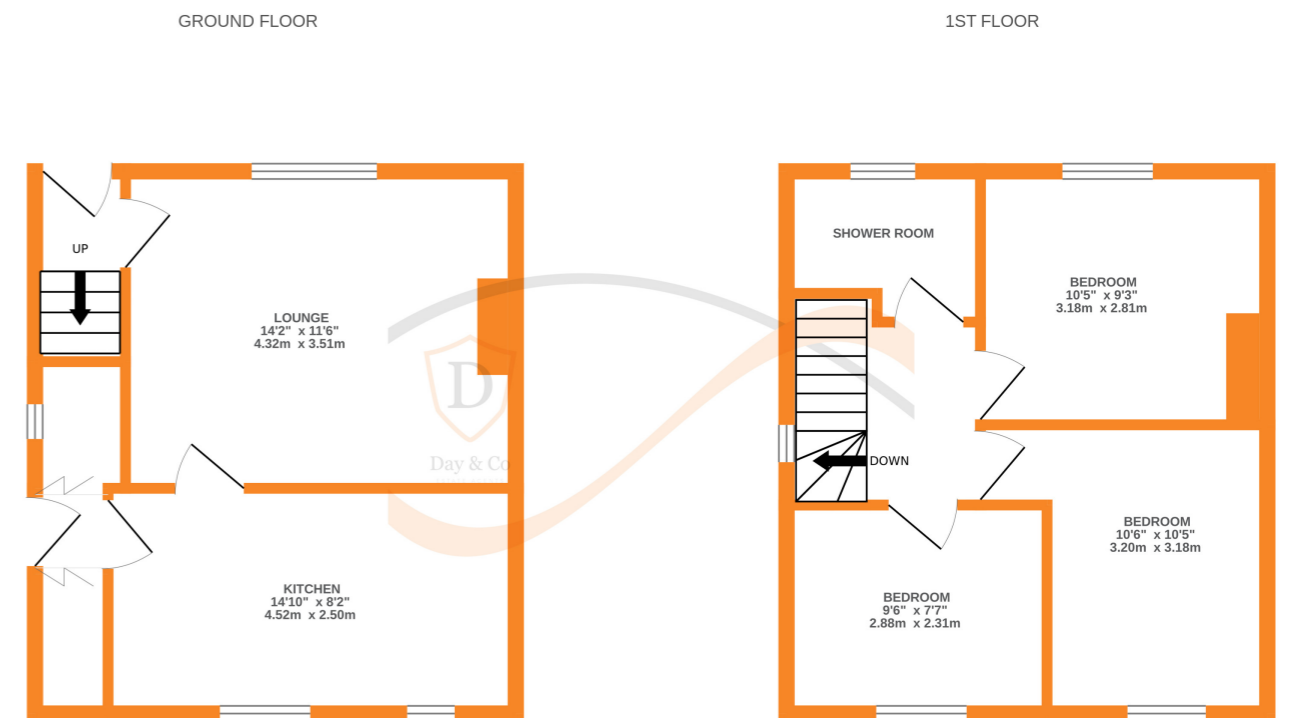 GROUND FLOOR
1ST FLOOR
UP
LOUNGE
14'2" x 11'6"
4.32m x 3.51m
KITCHEN
14'10" x 8'2"
4.52m x 2.50m
D
Day & Co
SHOWER ROOM
BEDROOM
10'5" x 9'3"
3.18m x 2.81m
DOWN
BEDROOM
10'6" x 10'5"
3.20m x 3.18m
BEDROOM
9'6" x 7'7"
2.88m x 2.31m